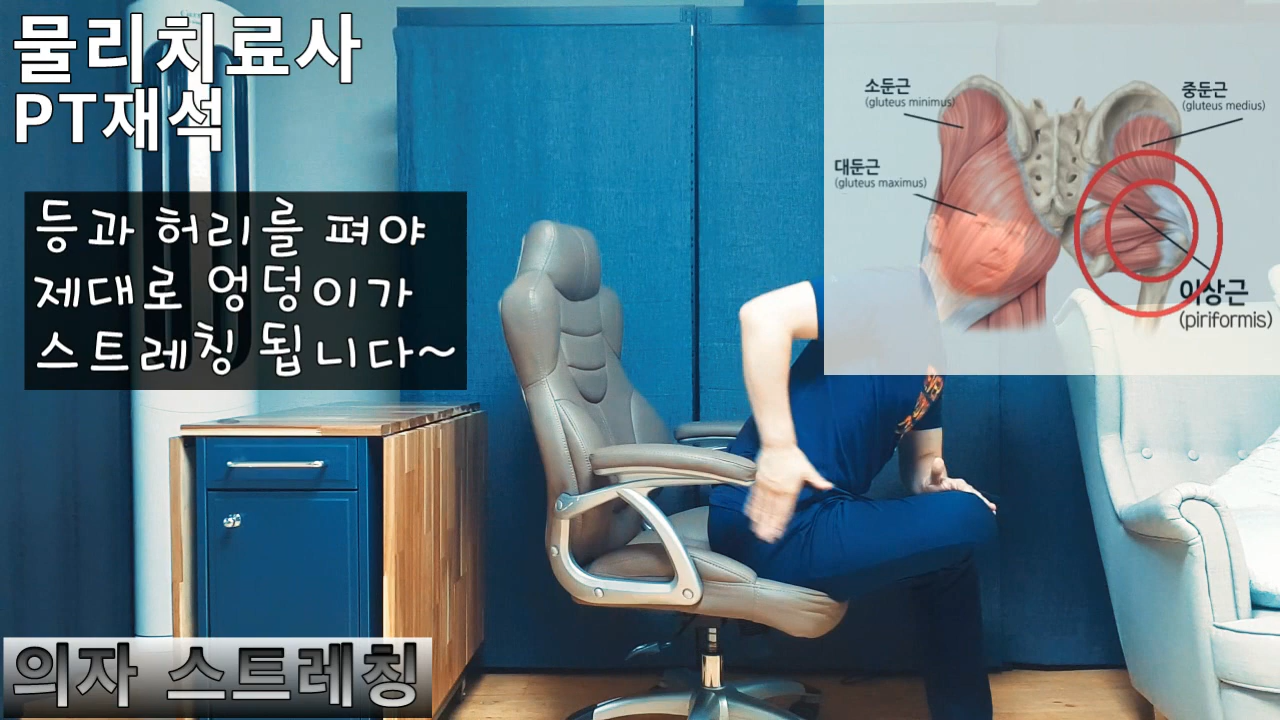 물리치료사
PT재석
등과 허리를 펴야
제대로 엉덩이가
스트레칭 됩니다~
의자 스트레칭
소둔근
(gluteus minimus)
중둔근
(gluteus medius)
대둔근
(gluteus maximus)
이상근
(piriformis)